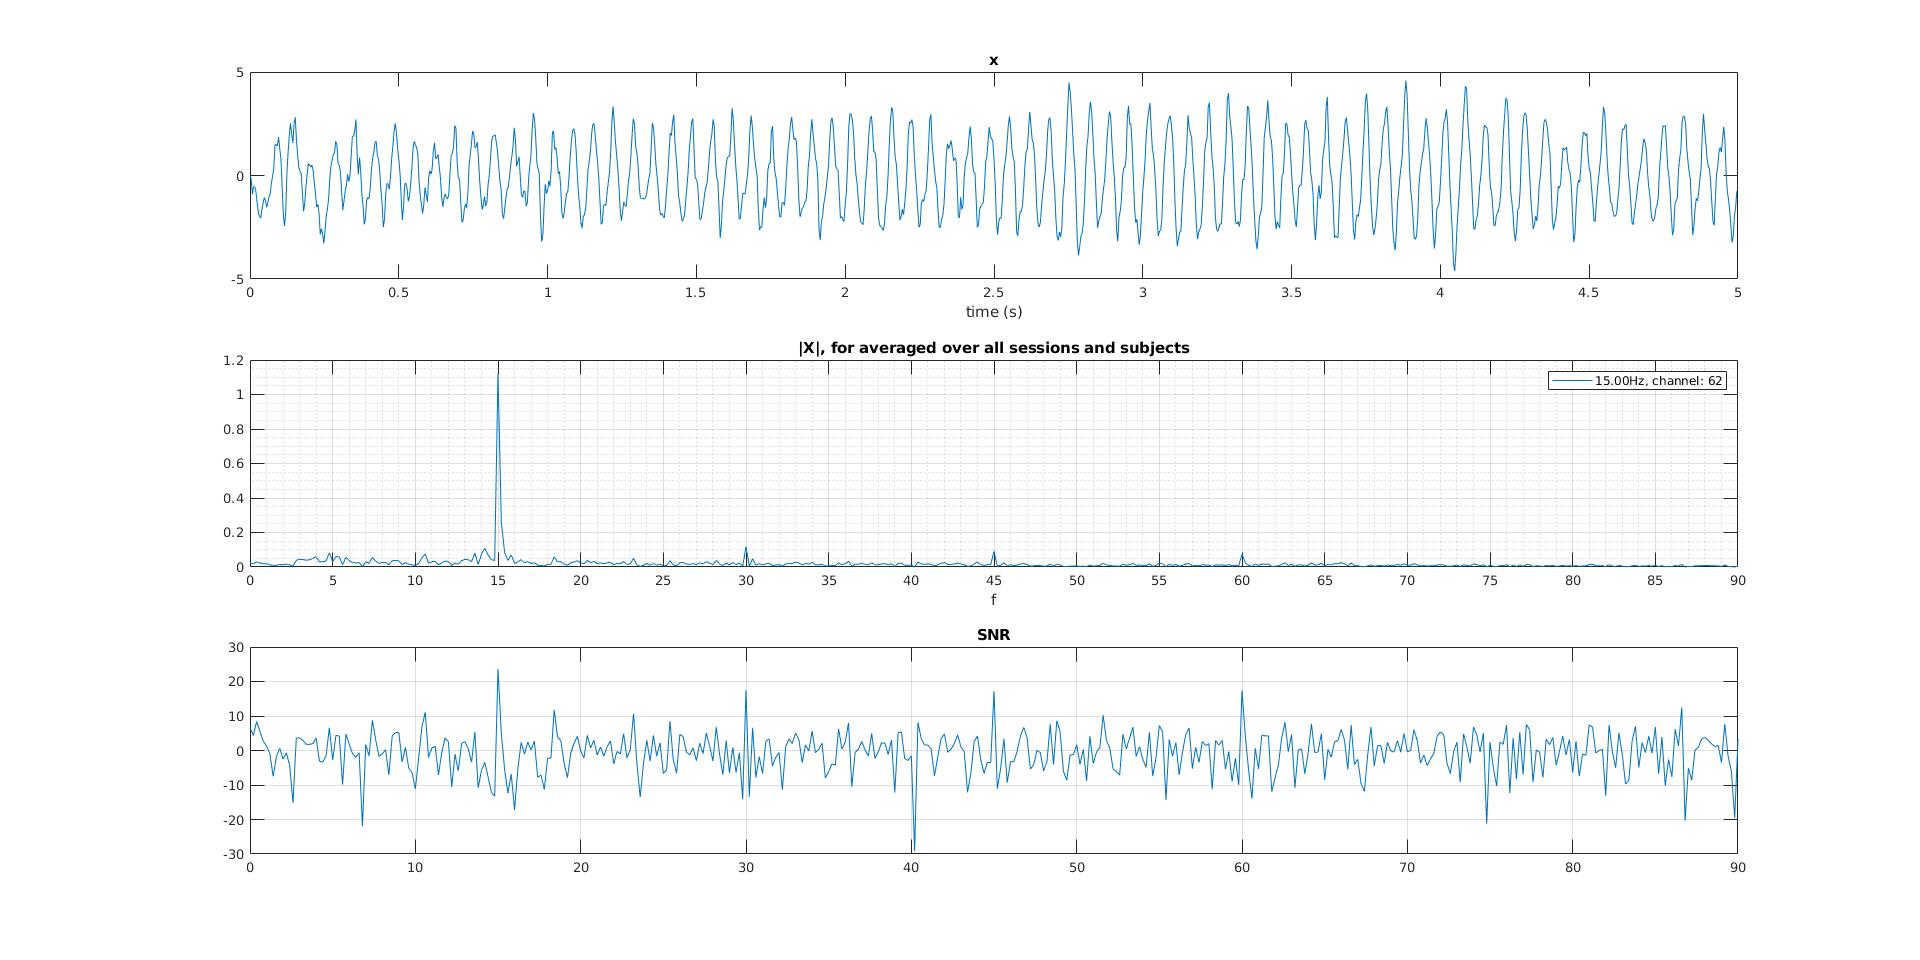 x
5
0
-5
0 0.5 1 1.5 2 2.5 3 3.5 4 4.5 5
time (s)
|X|, for averaged over all sessions and subjects
1.2
1
0.8
0.6
0.4
0.2
0
15.00Hz, channel: 62
0 5 10 15 20 25 30 35 40 45 50 55 60 65 70 75 80 85 90
f
SNR
30
20
10
0
-10
-20
-30
0 10 20 30 40 50 60 70 80 90